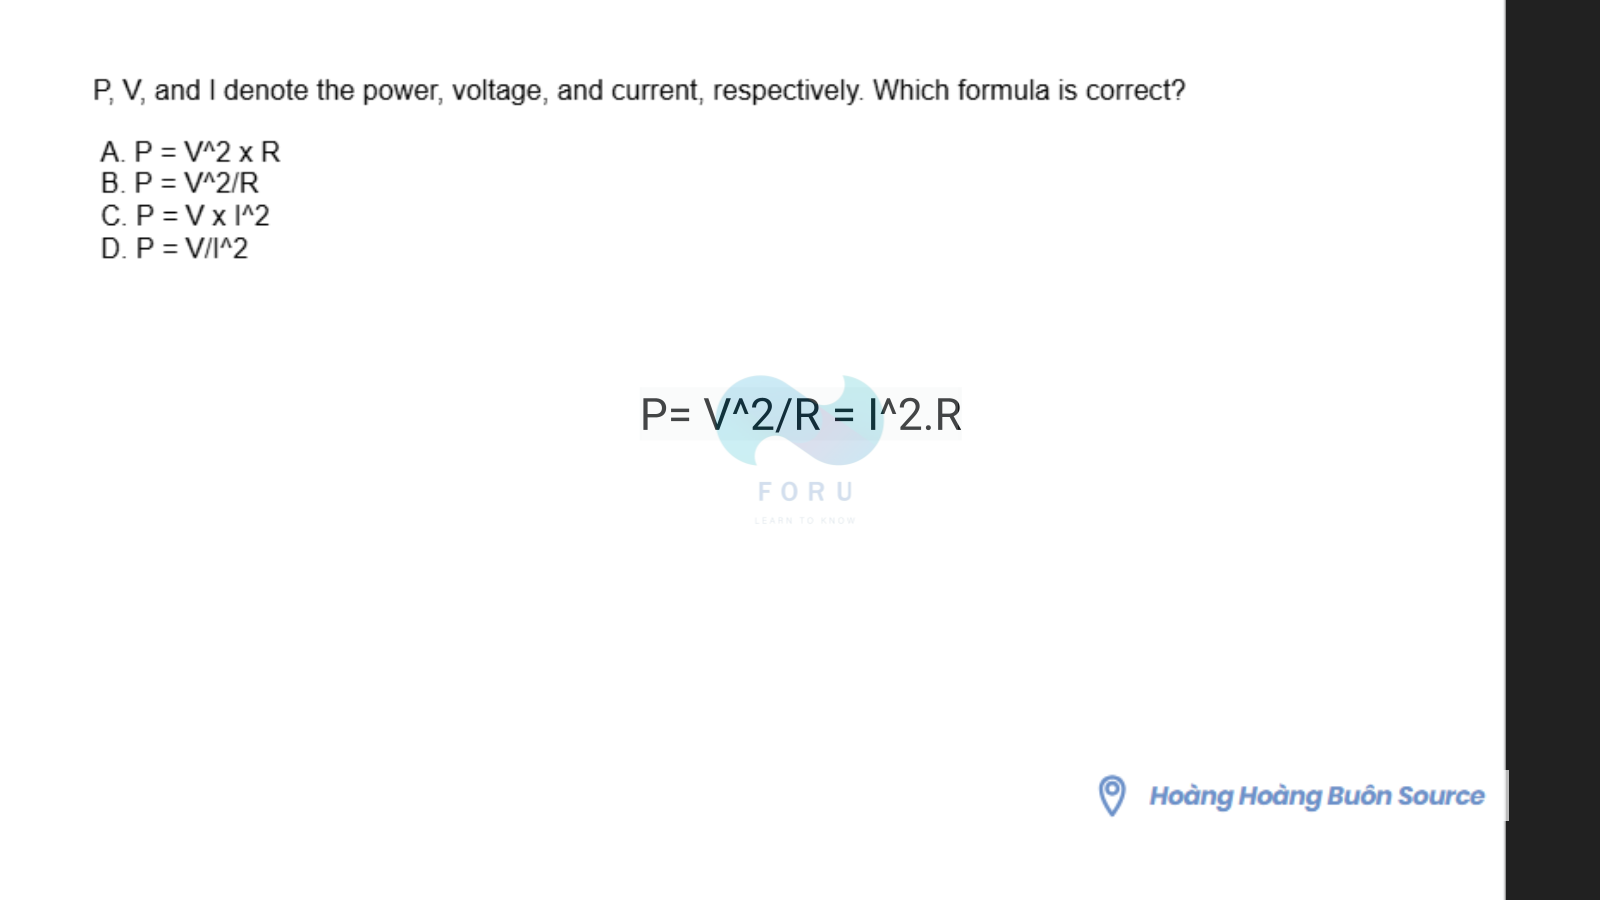 P, V, and I denote the power, voltage, and current, respectively. Which formula is correct?
A. P = V^2 x R
B. P = V^2/R
C. P = V x I^2
D. P = V/I^2
P= V^2/R = I^2.R
FORU
LEARN TO KNOW
Hoàng Hoàng Buôn Source